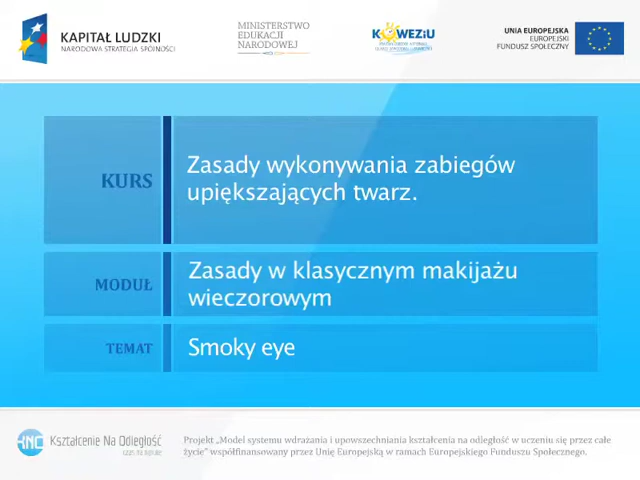 KAPITAŁ LUDZKI
NARODOWA STRATEGIA SPÓJNOŚCI
MINISTERSTWO
EDUKACJI
NARODOWEJ
KOWEZiU
UNIA EUROPEJSKA
EUROPEJSKI
FUNDUSZ SPOŁECZNY
KURS
Zasady wykonywania zabiegów
upiększających twarz.
MODUŁ
Zasady w klasycznym makijażu
wieczorowym
TEMAT
Smoky eye
KNO Kształcenie Na Odległość
Projekt „Model systemu wdrażania i upowszechniania kształcenia na odległość w uczeniu się przez całe
życie” współfinansowany przez Unię Europejską w ramach Europejskiego Funduszu Społecznego.